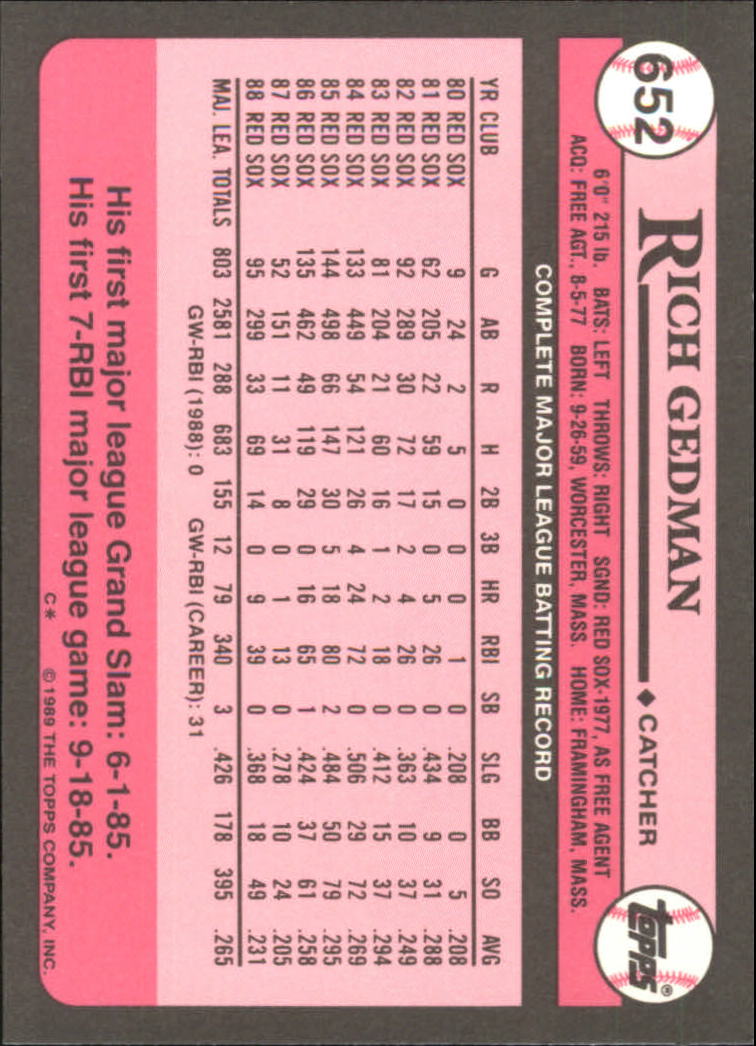 652
RICH GEDMAN ♦CATCHER
TOPPS®
6'0" 215 lb. BATS: LEFT THROWS: RIGHT SGND: RED SOX-1977, AS FREE AGENT
ACQ: FREE AGT., 8-5-77 BORN: 9-26-59, WORCESTER, MASS. HOME: FRAMINGHAM, MASS.
COMPLETE MAJOR LEAGUE BATTING RECORD
YR CLUB G AB R H 2B 3B HR RBI SB SLG BB SO AVG
80 RED SOX 9 24 2 5 0 0 0 1 0 .208 0 5 .208
81 RED SOX 62 205 22 59 15 0 5 26 0 .434 9 31 .288
82 RED SOX 92 289 30 72 17 2 4 26 0 .363 10 37 .249
83 RED SOX 81 204 21 60 16 1 2 18 0 .412 15 37 .294
84 RED SOX 133 449 54 121 26 4 24 72 0 .506 29 72 .269
85 RED SOX 144 498 66 147 30 5 18 80 2 .484 50 79 .295
86 RED SOX 135 462 49 119 29 0 16 65 1 .424 37 61 .258
87 RED SOX 52 151 11 31 8 0 1 13 0 .278 10 24 .205
88 RED SOX 95 299 33 69 14 0 9 39 0 .368 18 49 .231
MAJ. LEA. TOTALS 803 2581 288 683 155 12 79 340 3 .426 178 395 .265
GW-RBI (1988): 0 GW-RBI (CAREER): 31
His first major league Grand Slam: 6-1-85.
His first 7-RBI major league game: 9-18-85.
C* ©1989 THE TOPPS COMPANY, INC.